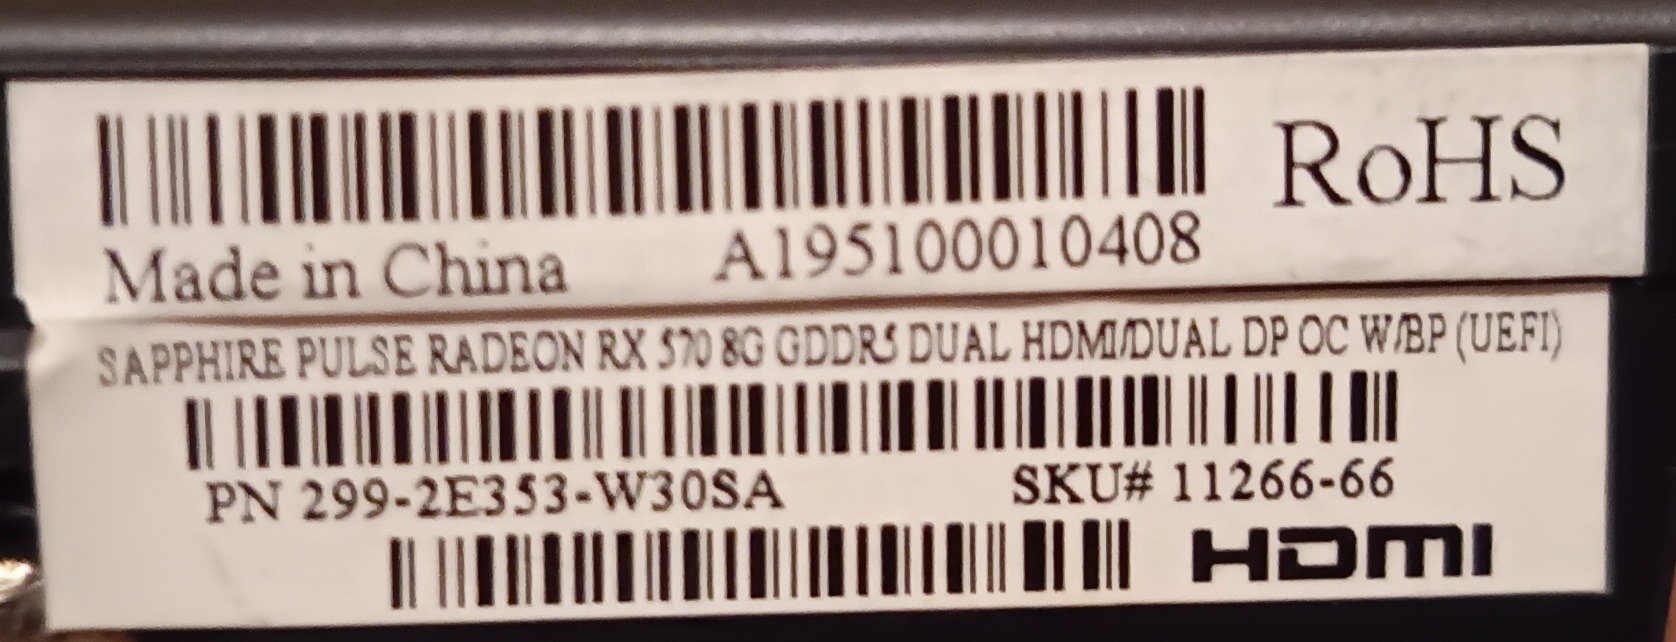 RoHS
Made in China A195100010408
SAPPHIRE PULSE RADEON RX 570 8G GDDR5 DUAL HDMI/DUAL DP OC W/BP (UEFI)
PN 299-2E353-W30SA SKU# 11266-66
HDMI